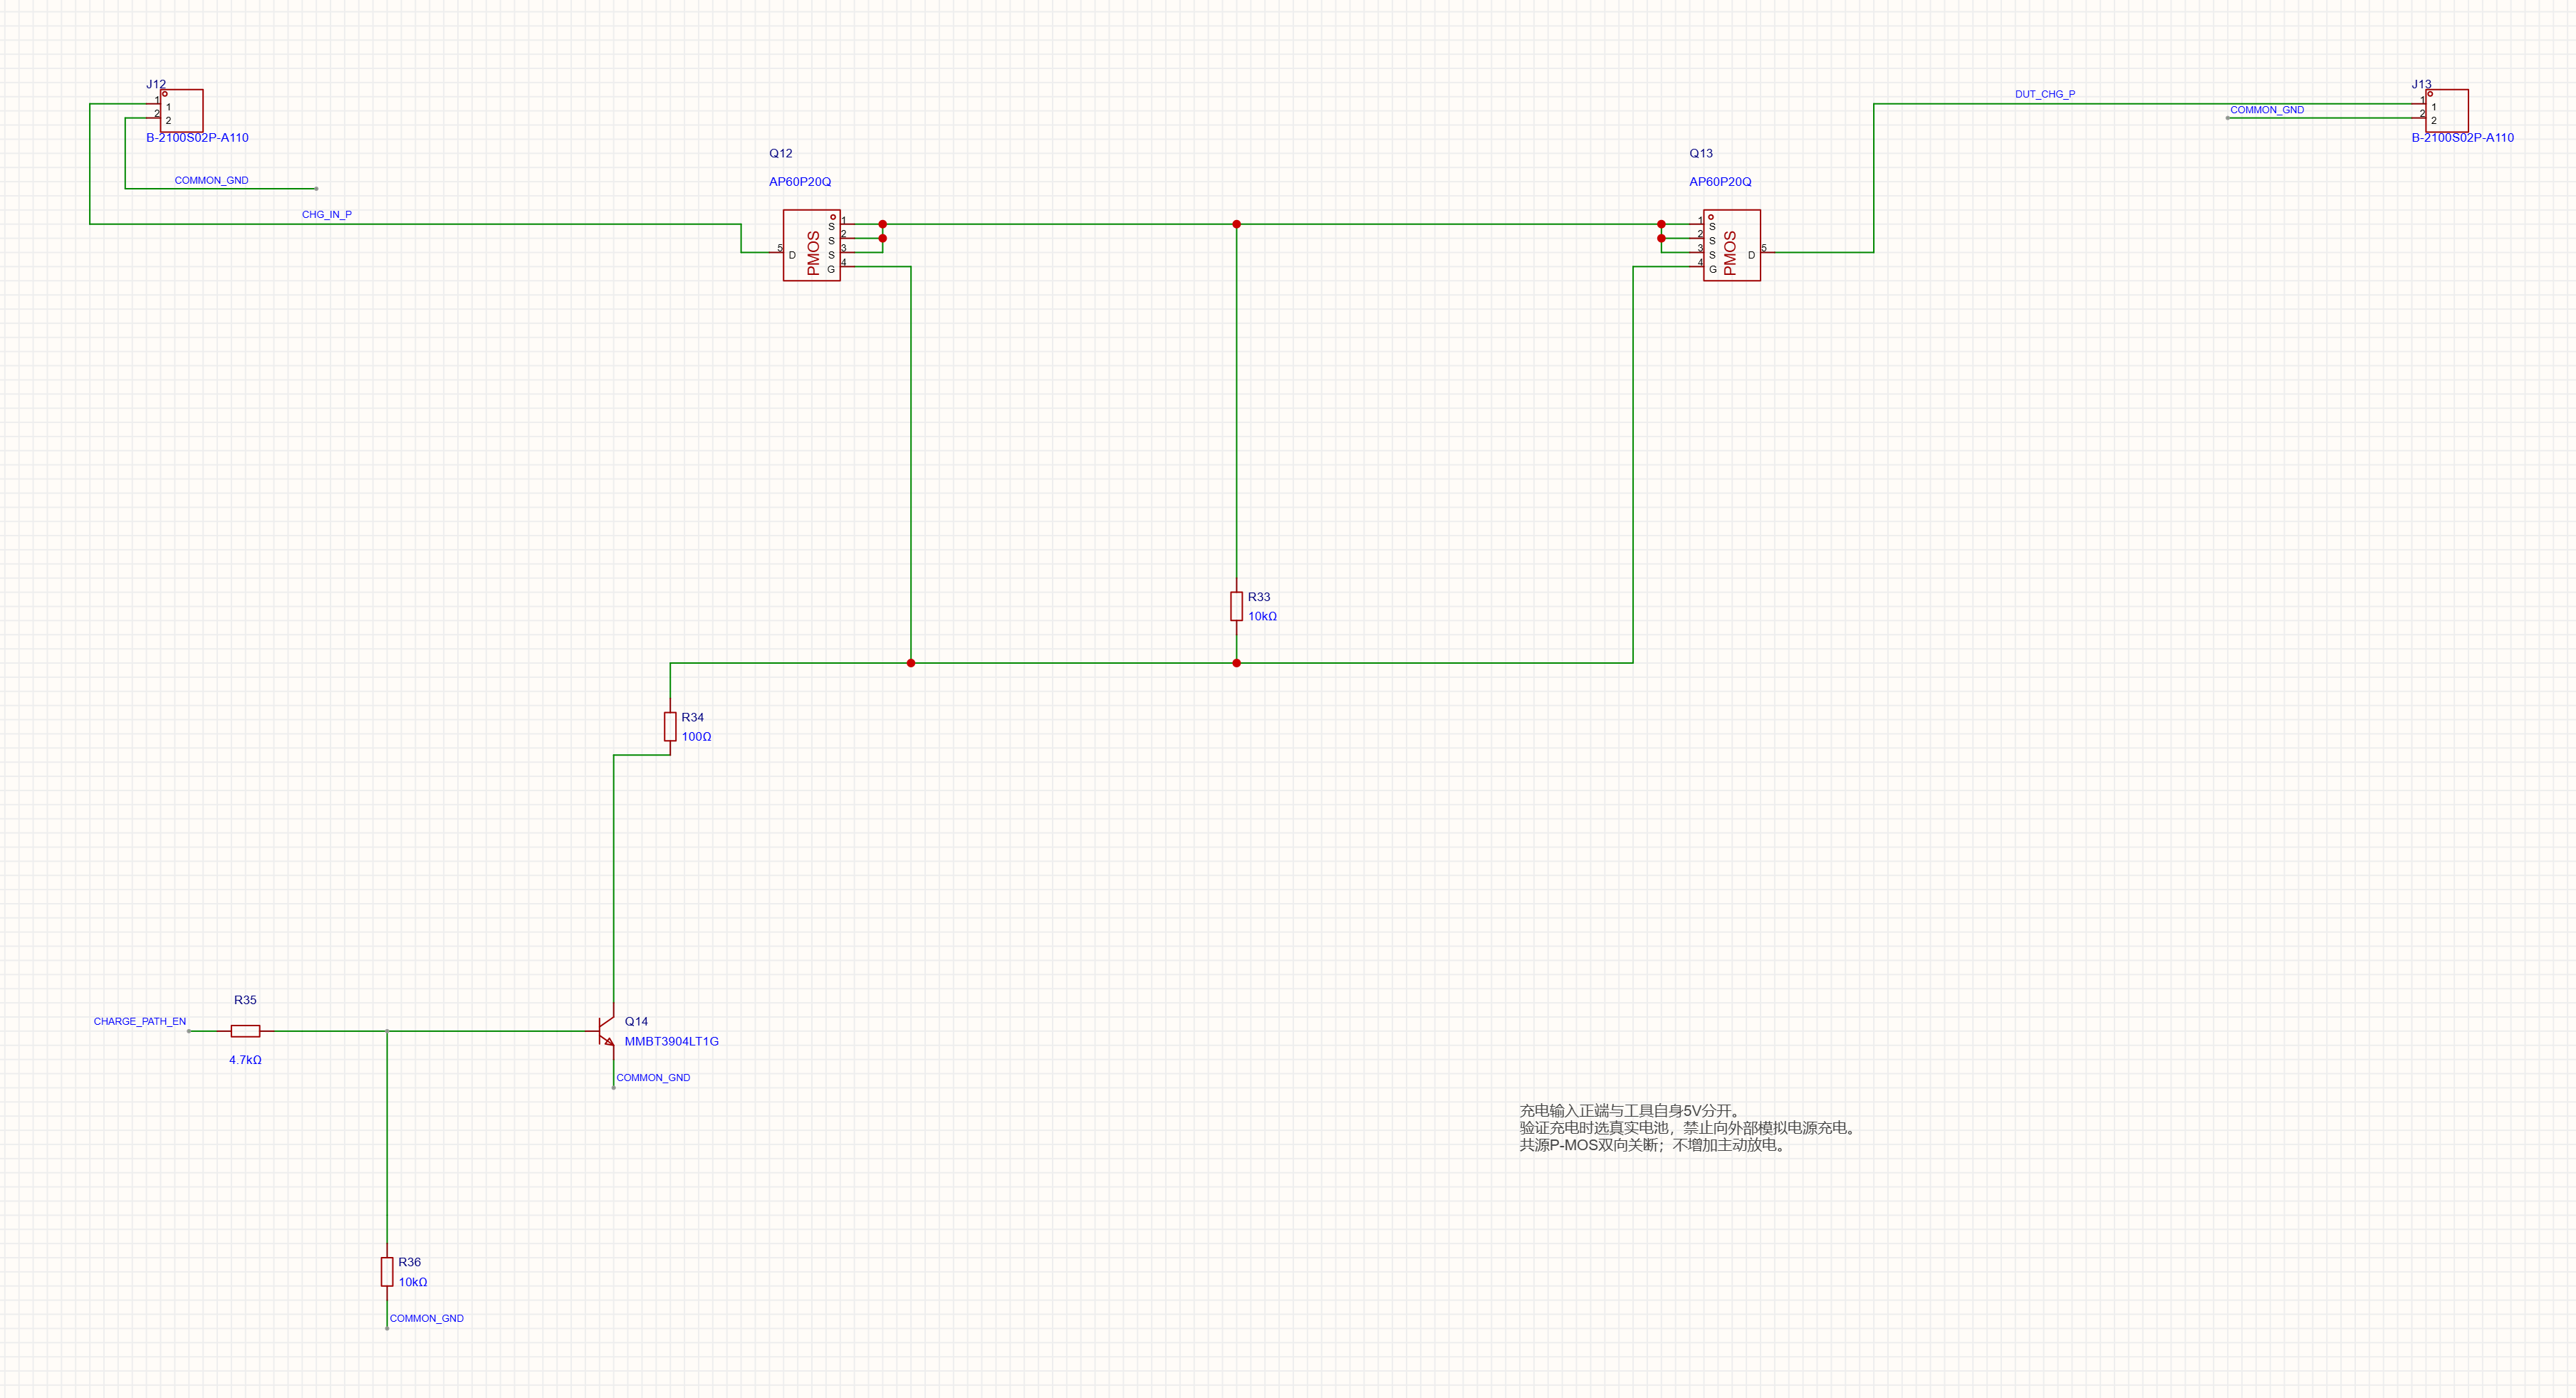 J12
1
1
2
2
B-2100S02P-A110
COMMON_GND
CHG_IN_P
Q12
AP60P20Q
PMOS
5
D
1
S
2
S
3
S
4
G
Q13
AP60P20Q
PMOS
1
S
2
S
3
S
4
G
5
D
DUT_CHG_P
COMMON_GND
J13
1
1
2
2
B-2100S02P-A110
R33
10kΩ
R34
100Ω
R35
CHARGE_PATH_EN
4.7kΩ
Q14
MMBT3904LT1G
COMMON_GND
充电输入正端与工具自身5V分开。
验证充电时选真实电池，禁止向外部模拟电源充电。
共源P-MOS双向关断；不增加主动放电。
R36
10kΩ
COMMON_GND